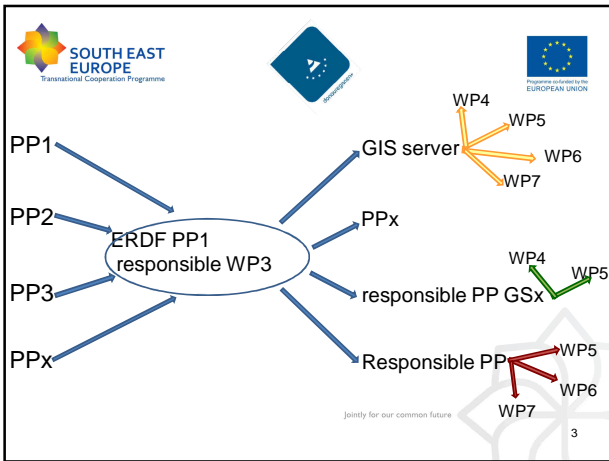 SOUTH EAST
EUROPE
Transnational Cooperation Programme
Programme co-funded by the
EUROPEAN UNION
PP1
PP2
PP3
PPx
ERDF PP1
responsible WP3
GIS server
WP4
WP5
WP6
WP7
PPx
responsible PP GSx
WP4
WP5
Responsible PP
WP5
WP6
WP7
Jointly for our common future
3